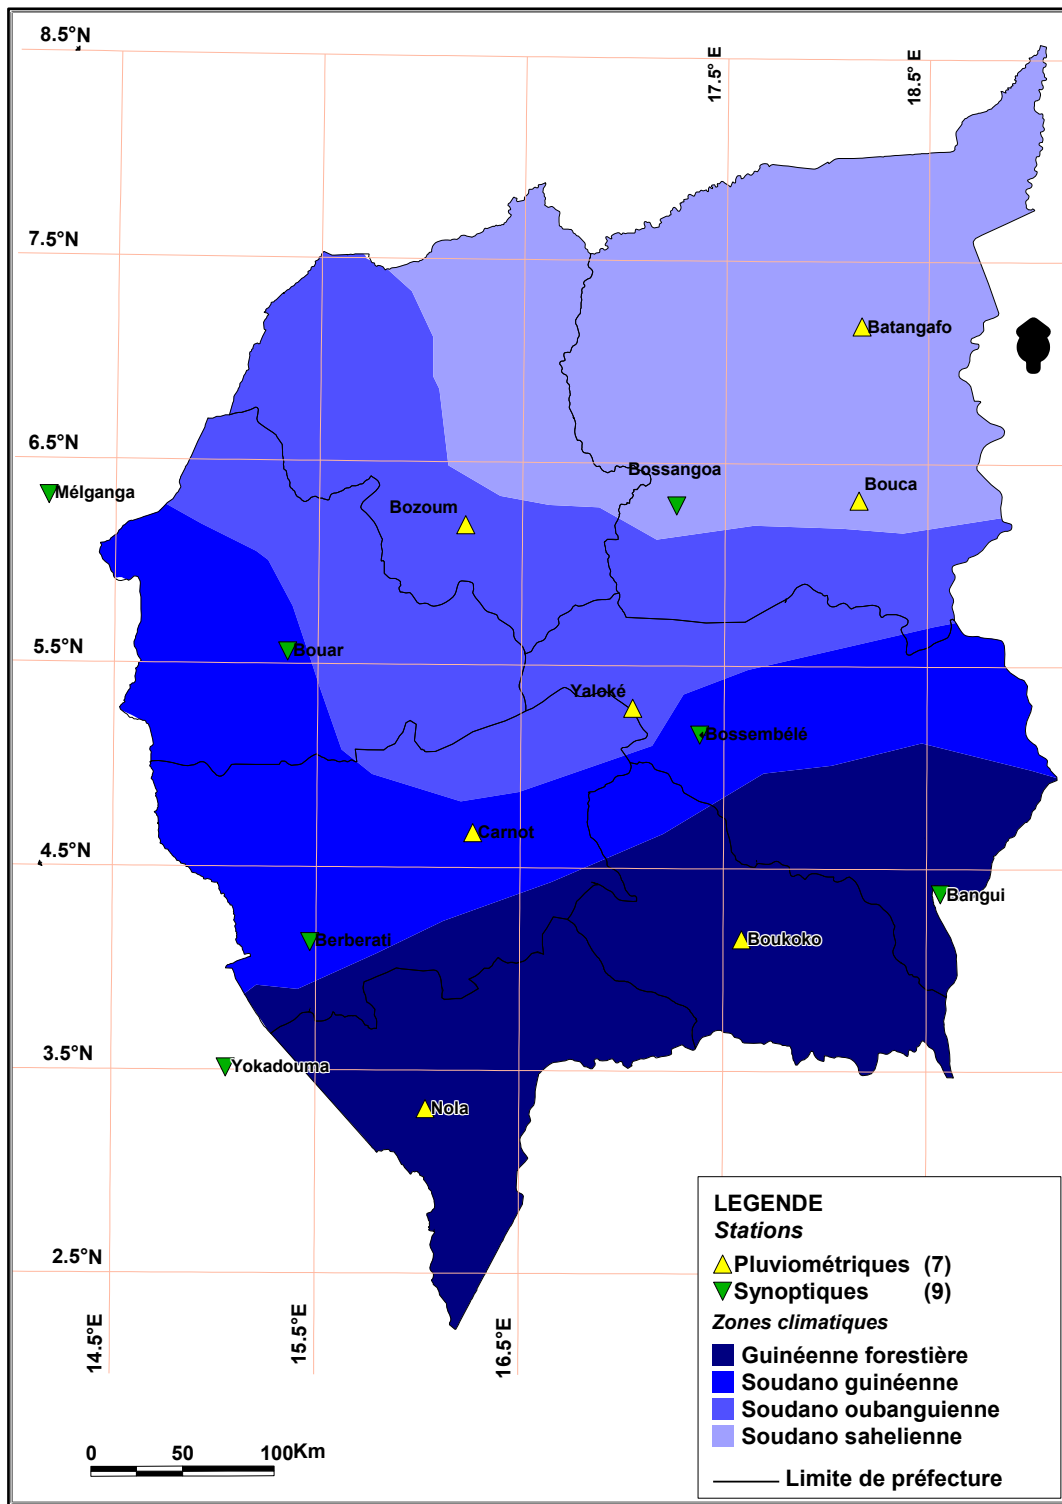 8.5°N
17.5° E
18.5° E
7.5°N
Batangafo
6.5°N
Bossangoa
Mélganga
Bozoum
Bouca
5.5°N
Bouar
Yaloké
Bossembélé
Carnot
4.5°N
Bangui
Berberati
Boukoko
3.5°N
Yokadouma
Nola
2.5°N
14.5°E
15.5°E
16.5°E
LEGENDE
Stations
Pluviométriques (7)
Synoptiques (9)
Zones climatiques
Guinéenne forestière
Soudano guinéenne
Soudano oubanguienne
Soudano sahelienne
Limite de préfecture
0 50 100Km